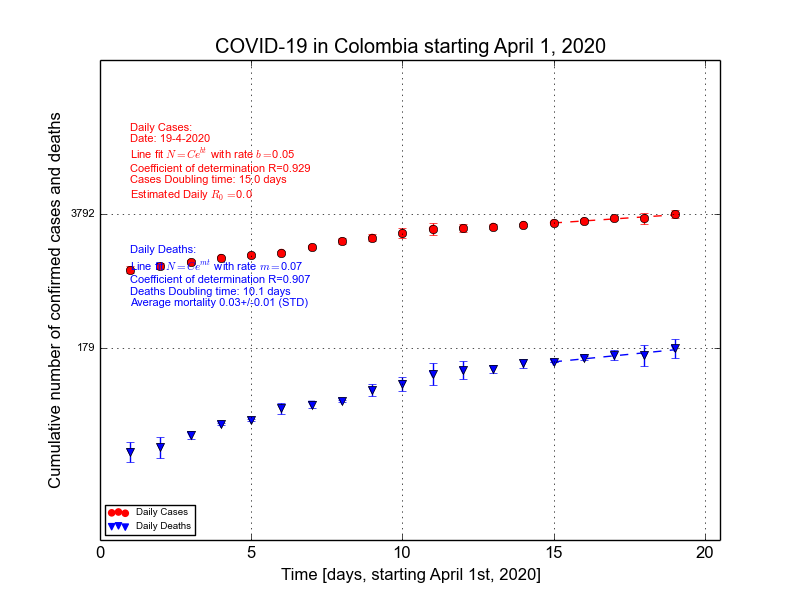 COVID-19 in Colombia starting April 1, 2020
Cumulative number of confirmed cases and deaths
Daily Cases:
Date: 19-4-2020
Line fit N = Ce^{bt} with rate b = 0.05
Coefficient of determination R=0.929
Cases Doubling time: 15.0 days
Estimated Daily R_0 = 0.0
3792
Daily Deaths:
Line fit N = Ce^{mt} with rate m = 0.07
Coefficient of determination R=0.907
Deaths Doubling time: 10.1 days
Average mortality 0.03+/-0.01 (STD)
179
Daily Cases
Daily Deaths
0 5 10 15 20
Time [days, starting April 1st, 2020]